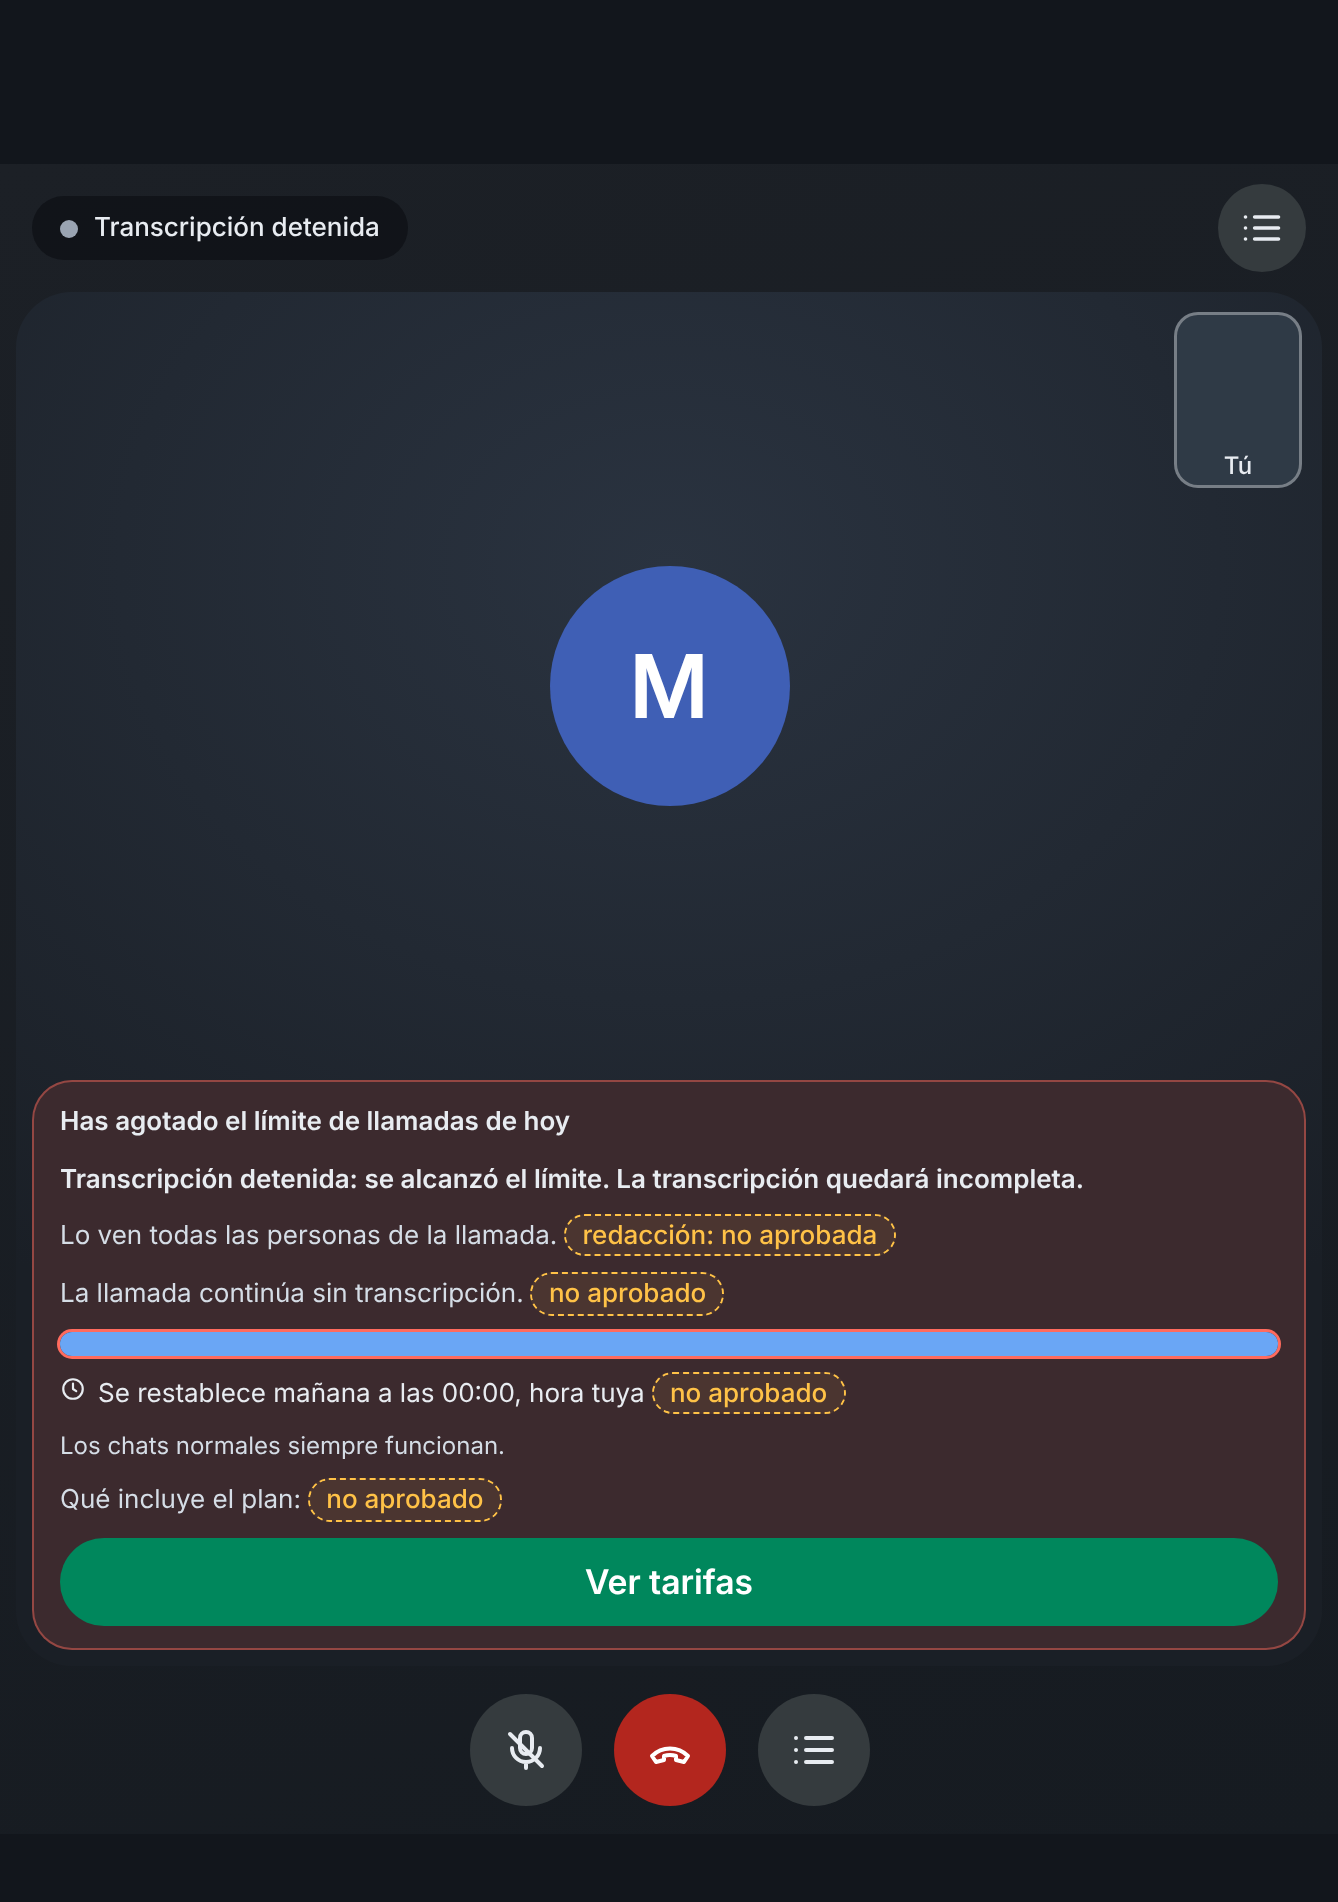 Transcripción detenida
Tú
M
Has agotado el límite de llamadas de hoy
Transcripción detenida: se alcanzó el límite. La transcripción quedará incompleta.
Lo ven todas las personas de la llamada. redacción: no aprobada
La llamada continúa sin transcripción. no aprobado
Se restablece mañana a las 00:00, hora tuya no aprobado
Los chats normales siempre funcionan.
Qué incluye el plan: no aprobado
Ver tarifas